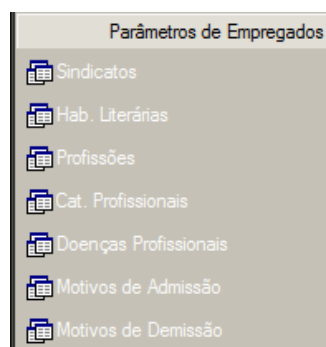 Parâmetros de Empregados
Sindicatos
Hab. Literárias
Profissões
Cat. Profissionais
Doenças Profissionais
Motivos de Admissão
Motivos de Demissão